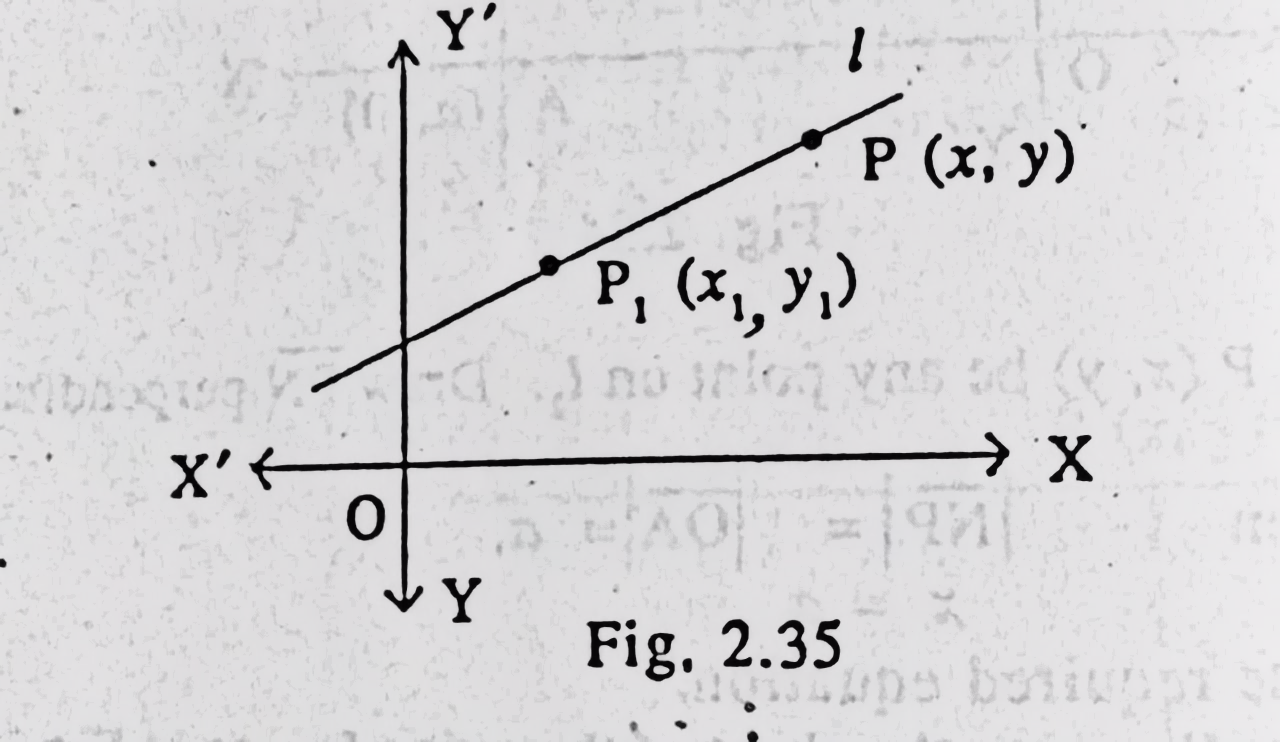 Y′
l
P (x, y)
P₁ (x₁, y₁)
X′
X
O
Y
Fig. 2.35